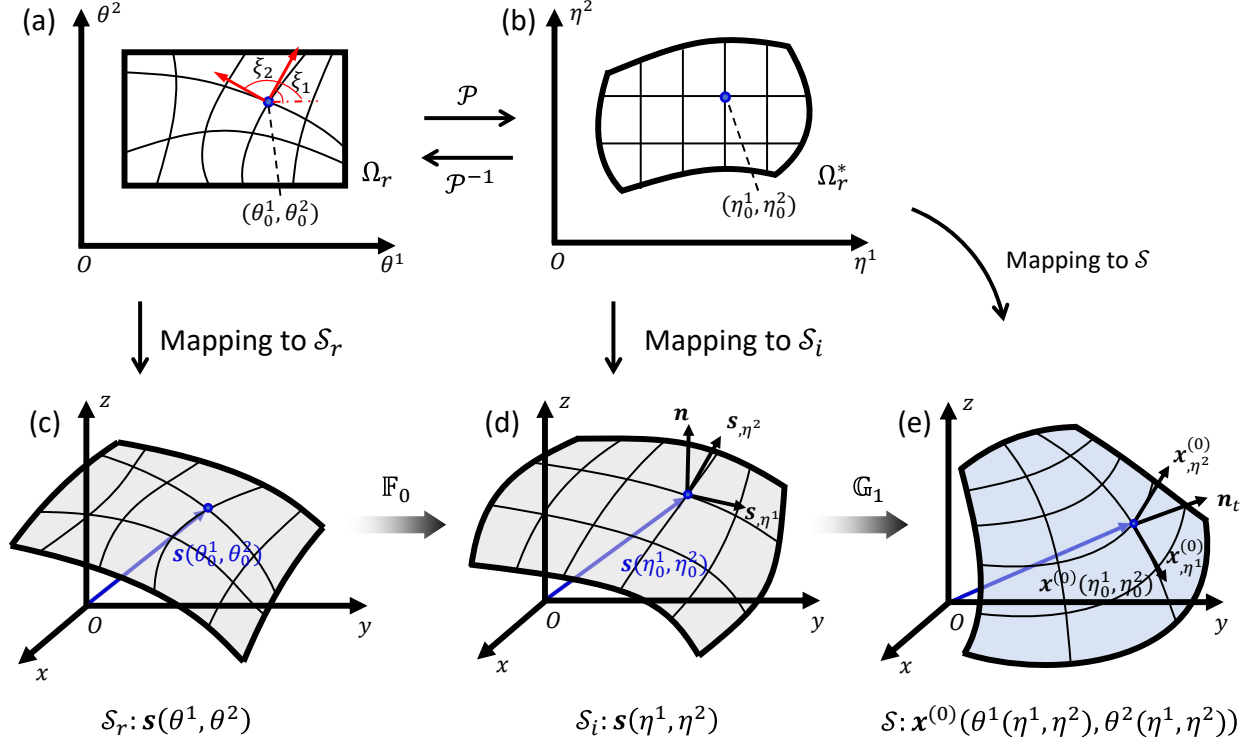 (a)
θ²
ξ₂
ξ₁
Ω_r
(θ₀¹, θ₀²)
O
θ¹
𝒫
𝒫⁻¹
(b)
η²
(η₀¹, η₀²)
Ω_r*
O
η¹
Mapping to 𝒮_r
Mapping to 𝒮_i
Mapping to 𝒮
(c)
z
s(θ₀¹, θ₀²)
O
y
x
𝔽₀
(d)
z
n
s_{,η²}
s_{,η¹}
s(η₀¹, η₀²)
O
y
x
𝔾₁
(e)
z
x^{(0)}_{,η²}
n_t
x^{(0)}_{,η¹}
x^{(0)}(η₀¹, η₀²)
O
y
x
𝒮_r: s(θ¹, θ²)
𝒮_i: s(η¹, η²)
𝒮: x^{(0)}(θ¹(η¹, η²), θ²(η¹, η²))